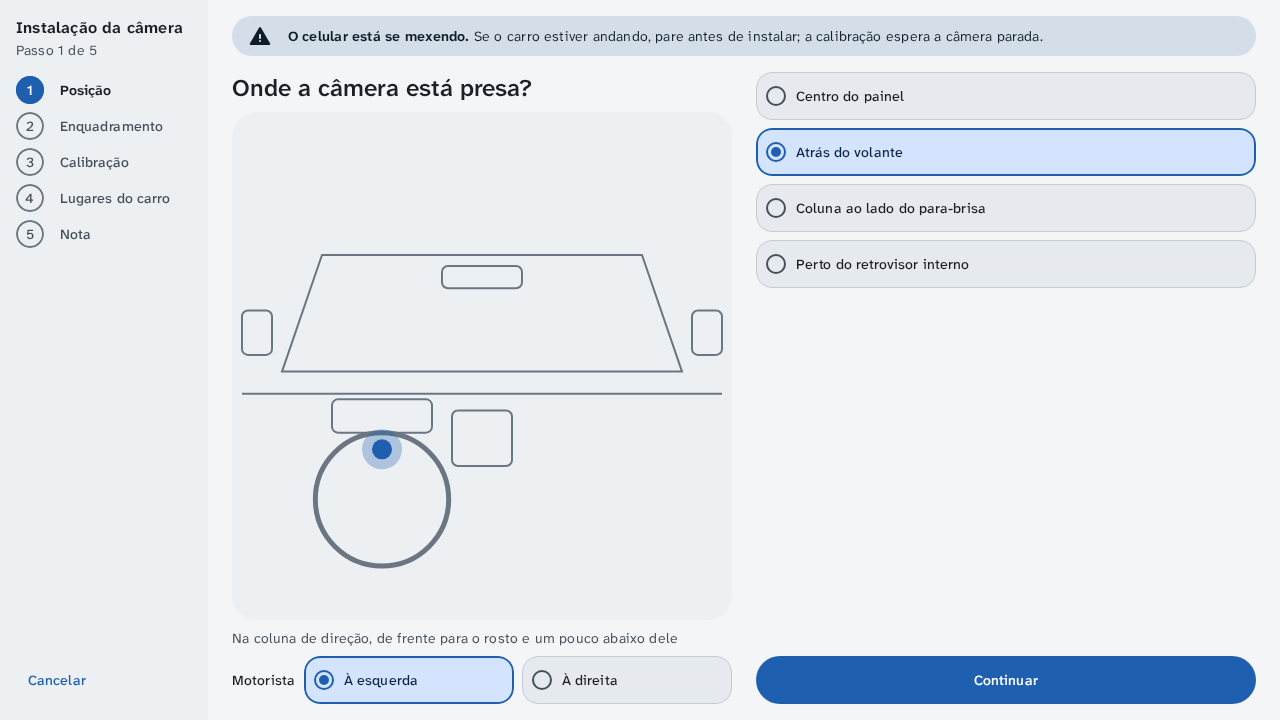 Instalação da câmera
Passo 1 de 5
1 Posição
2 Enquadramento
3 Calibração
4 Lugares do carro
5 Nota
Cancelar
O celular está se mexendo. Se o carro estiver andando, pare antes de instalar; a calibração espera a câmera parada.
Onde a câmera está presa?
Na coluna de direção, de frente para o rosto e um pouco abaixo dele
Motorista À esquerda À direita
Centro do painel
Atrás do volante
Coluna ao lado do para-brisa
Perto do retrovisor interno
Continuar